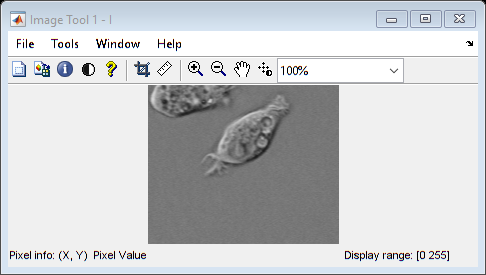 Image Tool 1 - I
File Tools Window Help
100%
Pixel info: (X, Y) Pixel Value Display range: [0 255]